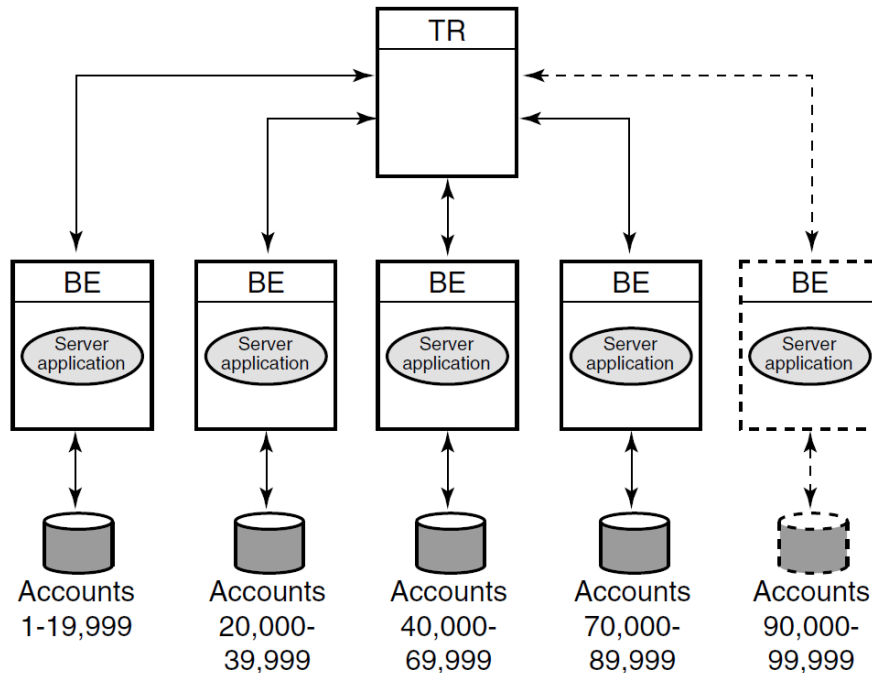 TR
BE
Server
application
BE
Server
application
BE
Server
application
BE
Server
application
BE
Server
application
Accounts
1-19,999
Accounts
20,000-
39,999
Accounts
40,000-
69,999
Accounts
70,000-
89,999
Accounts
90,000-
99,999